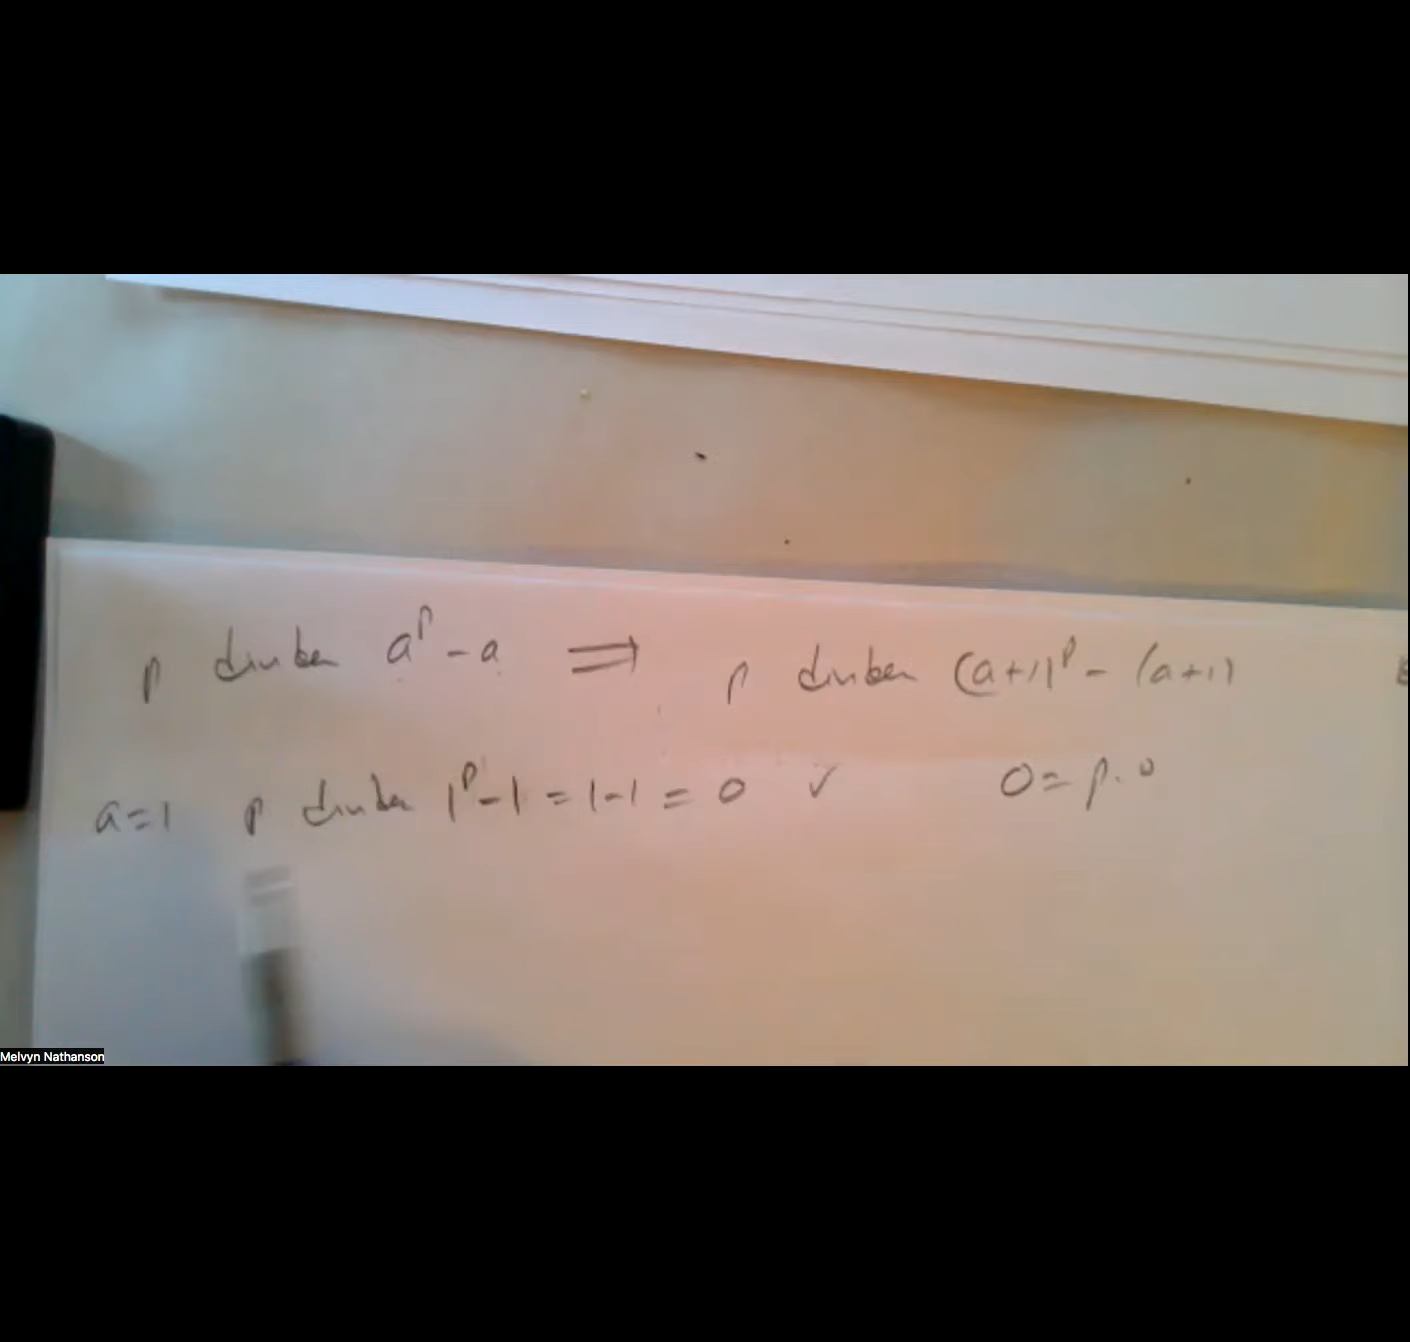 p divides a^p - a ⟹ p divides (a+1)^p - (a+1)
a=1 p divides 1^p - 1 = 1-1 = 0 ✓ 0 = p·0
Melvyn Nathanson